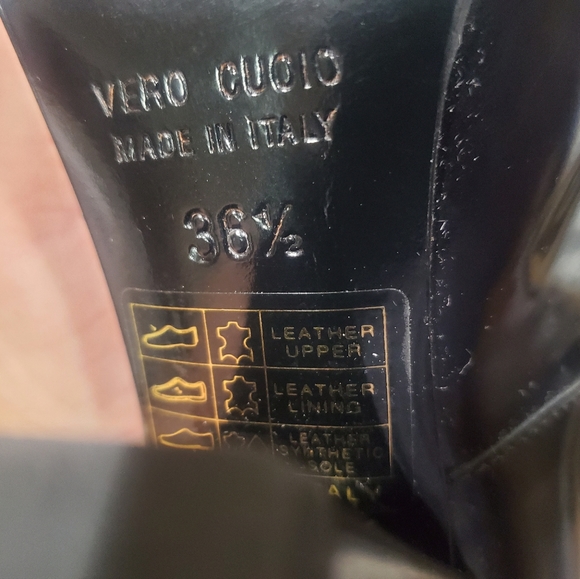 VERO CUOIO
MADE IN ITALY
36½
LEATHER
UPPER
LEATHER
LINING
LEATHER
SYNTHETIC
SOLE